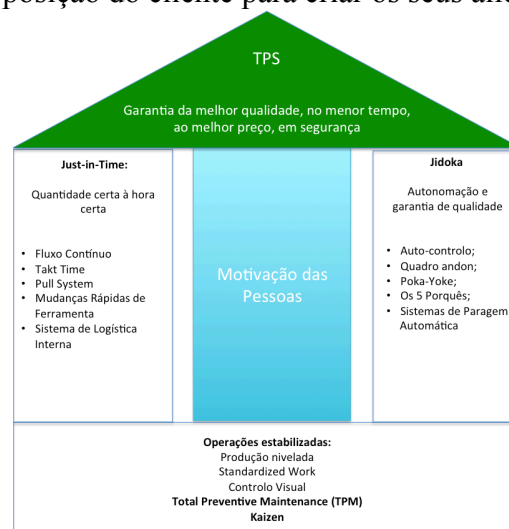 posição do cliente para criar os seus
TPS
Garantia da melhor qualidade, no menor tempo,
ao melhor preço, em segurança
Just-in-Time:
Quantidade certa à hora
certa
• Fluxo Contínuo
• Takt Time
• Pull System
• Mudanças Rápidas de
Ferramenta
• Sistema de Logística
Interna
Motivação das
Pessoas
Jidoka
Autonomação e
garantia de qualidade
• Auto-controlo;
• Quadro andon;
• Poka-Yoke;
• Os 5 Porquês;
• Sistemas de Paragem
Automática
Operações estabilizadas:
Produção nivelada
Standardized Work
Controlo Visual
Total Preventive Maintenance (TPM)
Kaizen